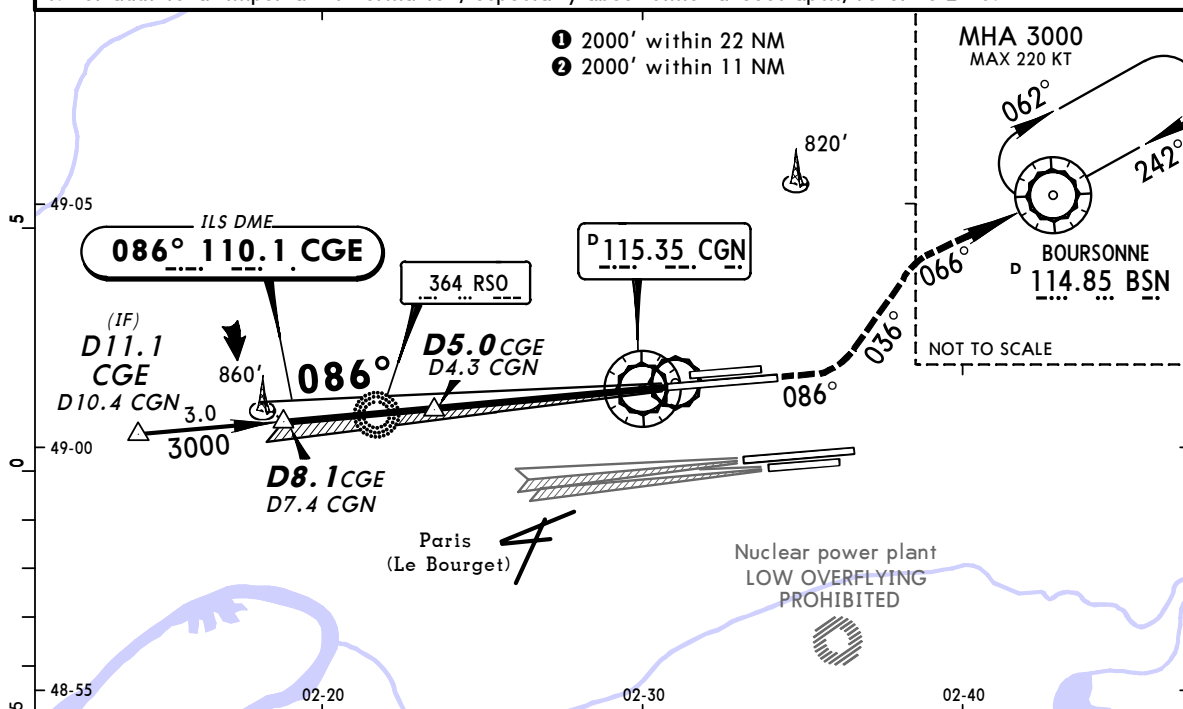 ❶ 2000' within 22 NM
❷ 2000' within 11 NM
MHA 3000
MAX 220 KT
062°
242°
820'
49-05
5
ILS DME
086° 110.1 CGE
364 RSO
D 115.35 CGN
066°
BOURSONNE
D 114.85 BSN
(IF)
D11.1
CGE
D10.4 CGN
860'
086°
D5.0 CGE
D4.3 CGN
036°
NOT TO SCALE
086°
3.0
3000
49-00
0
D8.1 CGE
D7.4 CGN
Paris
(Le Bourget)
Nuclear power plant
LOW OVERFLYING
PROHIBITED
48-55
02-20
02-30
02-40
5